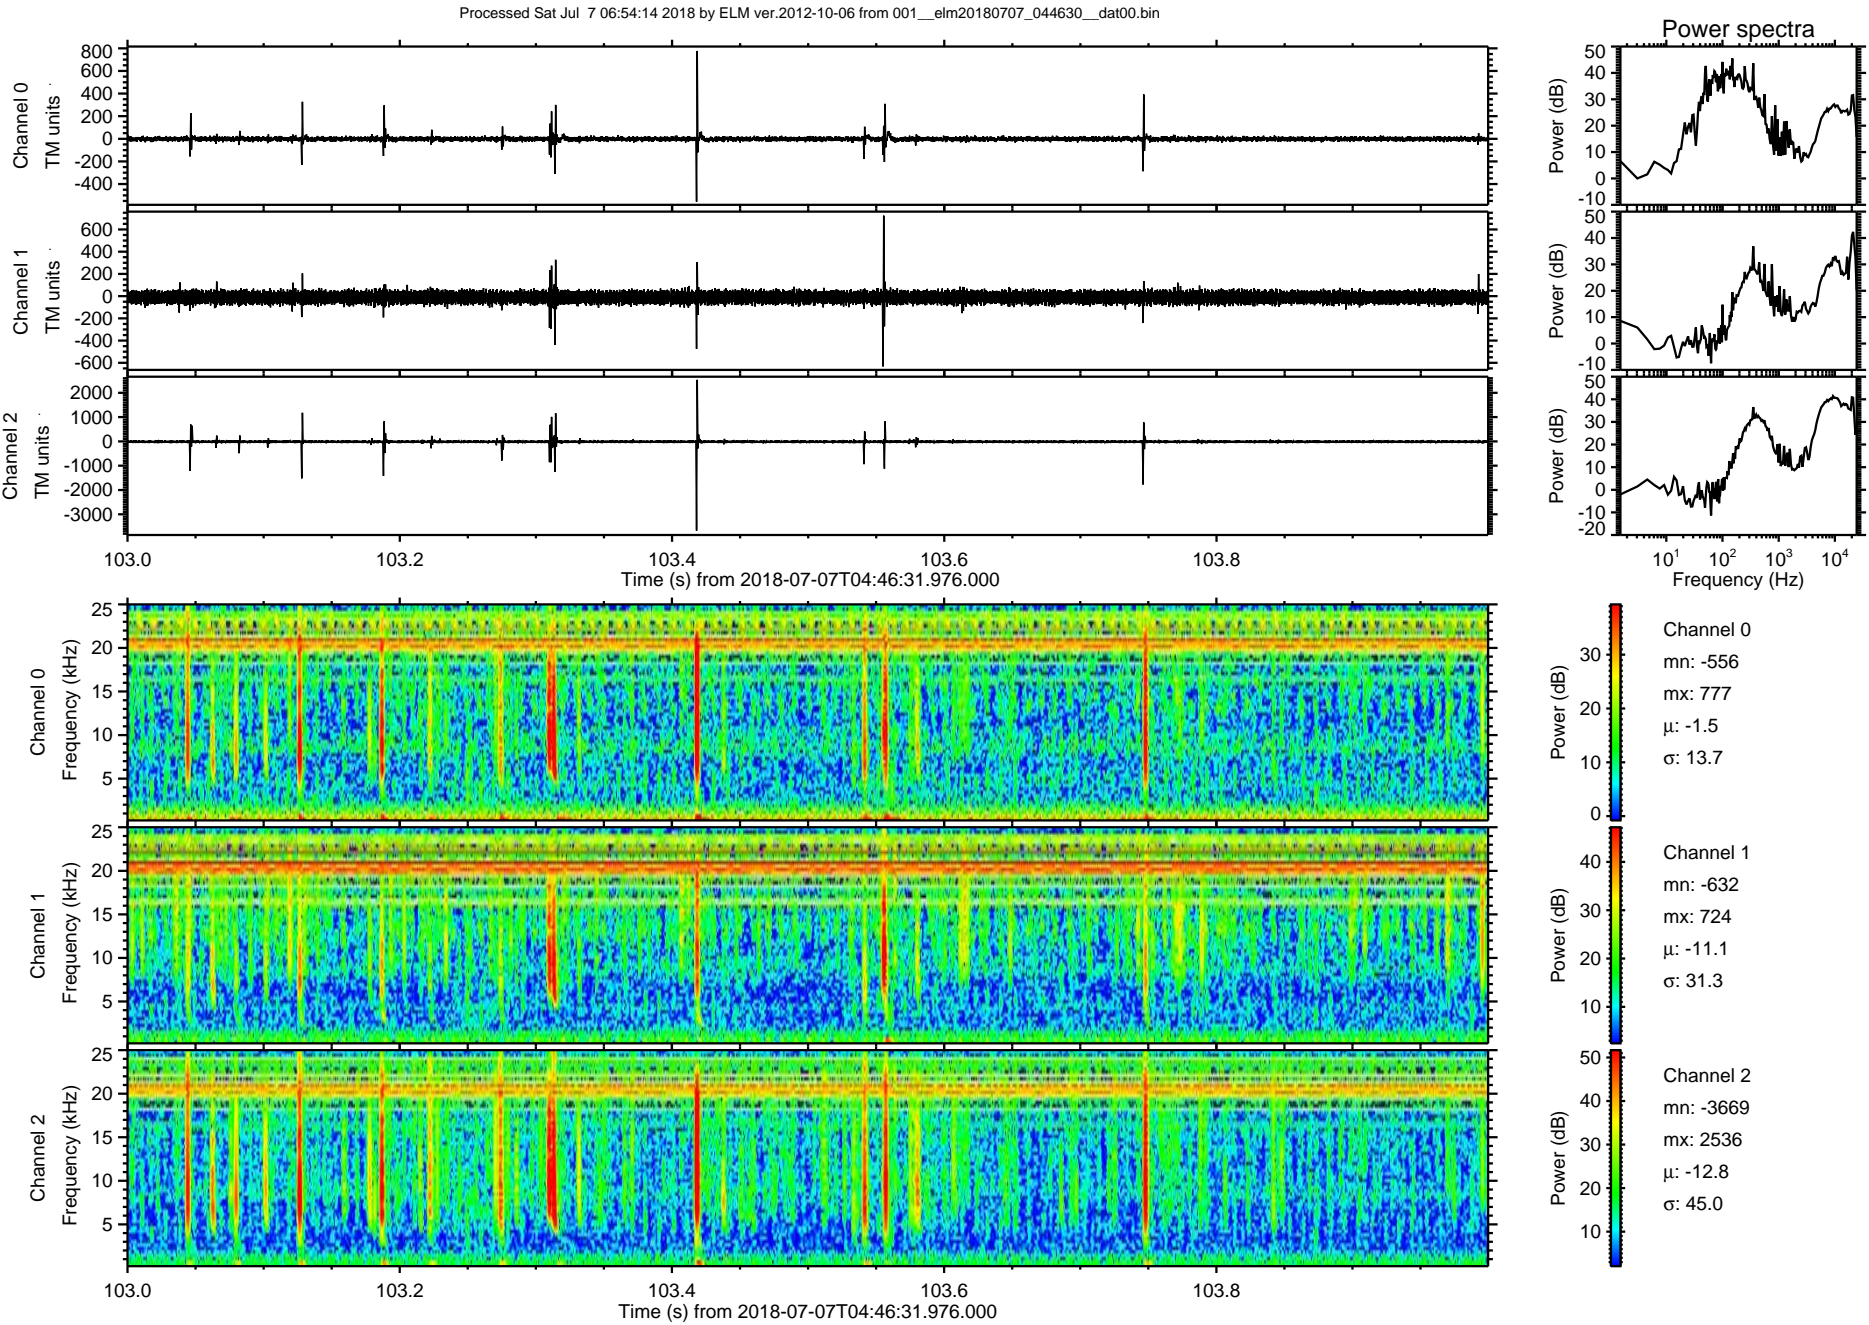 Processed Sat Jul 7 06:54:14 2018 by ELM ver.2012-10-06 from 001__elm20180707_044630__dat00.bin
Power spectra
Channel 0
TM units
800
600
400
200
0
-200
-400
Power (dB)
50
40
30
20
10
0
-10
Channel 1
TM units
600
400
200
0
-200
-400
-600
Power (dB)
50
40
30
20
10
0
-10
Channel 2
TM units
2000
1000
0
-1000
-2000
-3000
Power (dB)
50
40
30
20
10
0
-10
-20
103.0 103.2 103.4 103.6 103.8
Time (s) from 2018-07-07T04:46:31.976.000
10¹ 10² 10³ 10⁴
Frequency (Hz)
Channel 0
Frequency (kHz)
25
20
15
10
5
Power (dB)
30
20
10
0
Channel 0
mn: -556
mx: 777
μ: -1.5
σ: 13.7
Channel 1
Frequency (kHz)
25
20
15
10
5
Power (dB)
40
30
20
10
Channel 1
mn: -632
mx: 724
μ: -11.1
σ: 31.3
Channel 2
Frequency (kHz)
25
20
15
10
5
Power (dB)
50
40
30
20
10
Channel 2
mn: -3669
mx: 2536
μ: -12.8
σ: 45.0
103.0 103.2 103.4 103.6 103.8
Time (s) from 2018-07-07T04:46:31.976.000